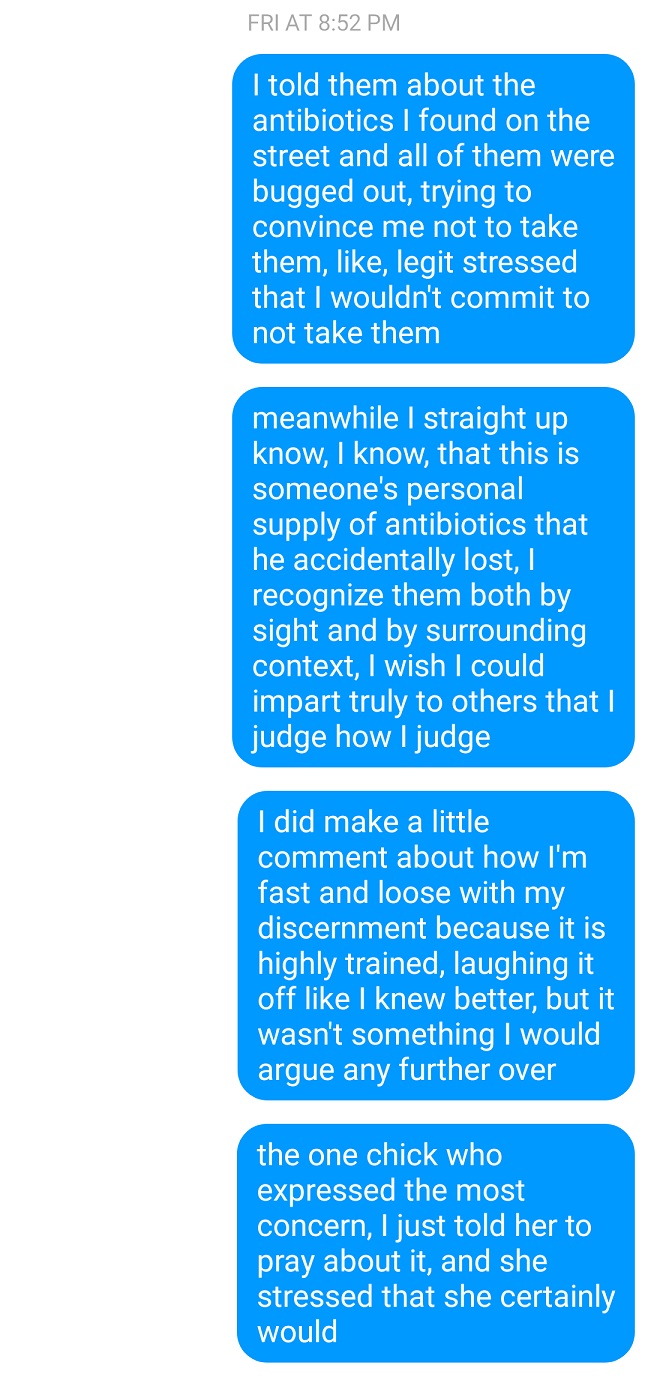 FRI AT 8:52 PM
I told them about the
antibiotics I found on the
street and all of them were
bugged out, trying to
convince me not to take
them, like, legit stressed
that I wouldn't commit to
not take them
meanwhile I straight up
know, I know, that this is
someone's personal
supply of antibiotics that
he accidentally lost, I
recognize them both by
sight and by surrounding
context, I wish I could
impart truly to others that I
judge how I judge
I did make a little
comment about how I'm
fast and loose with my
discernment because it is
highly trained, laughing it
off like I knew better, but it
wasn't something I would
argue any further over
the one chick who
expressed the most
concern, I just told her to
pray about it, and she
stressed that she certainly
would